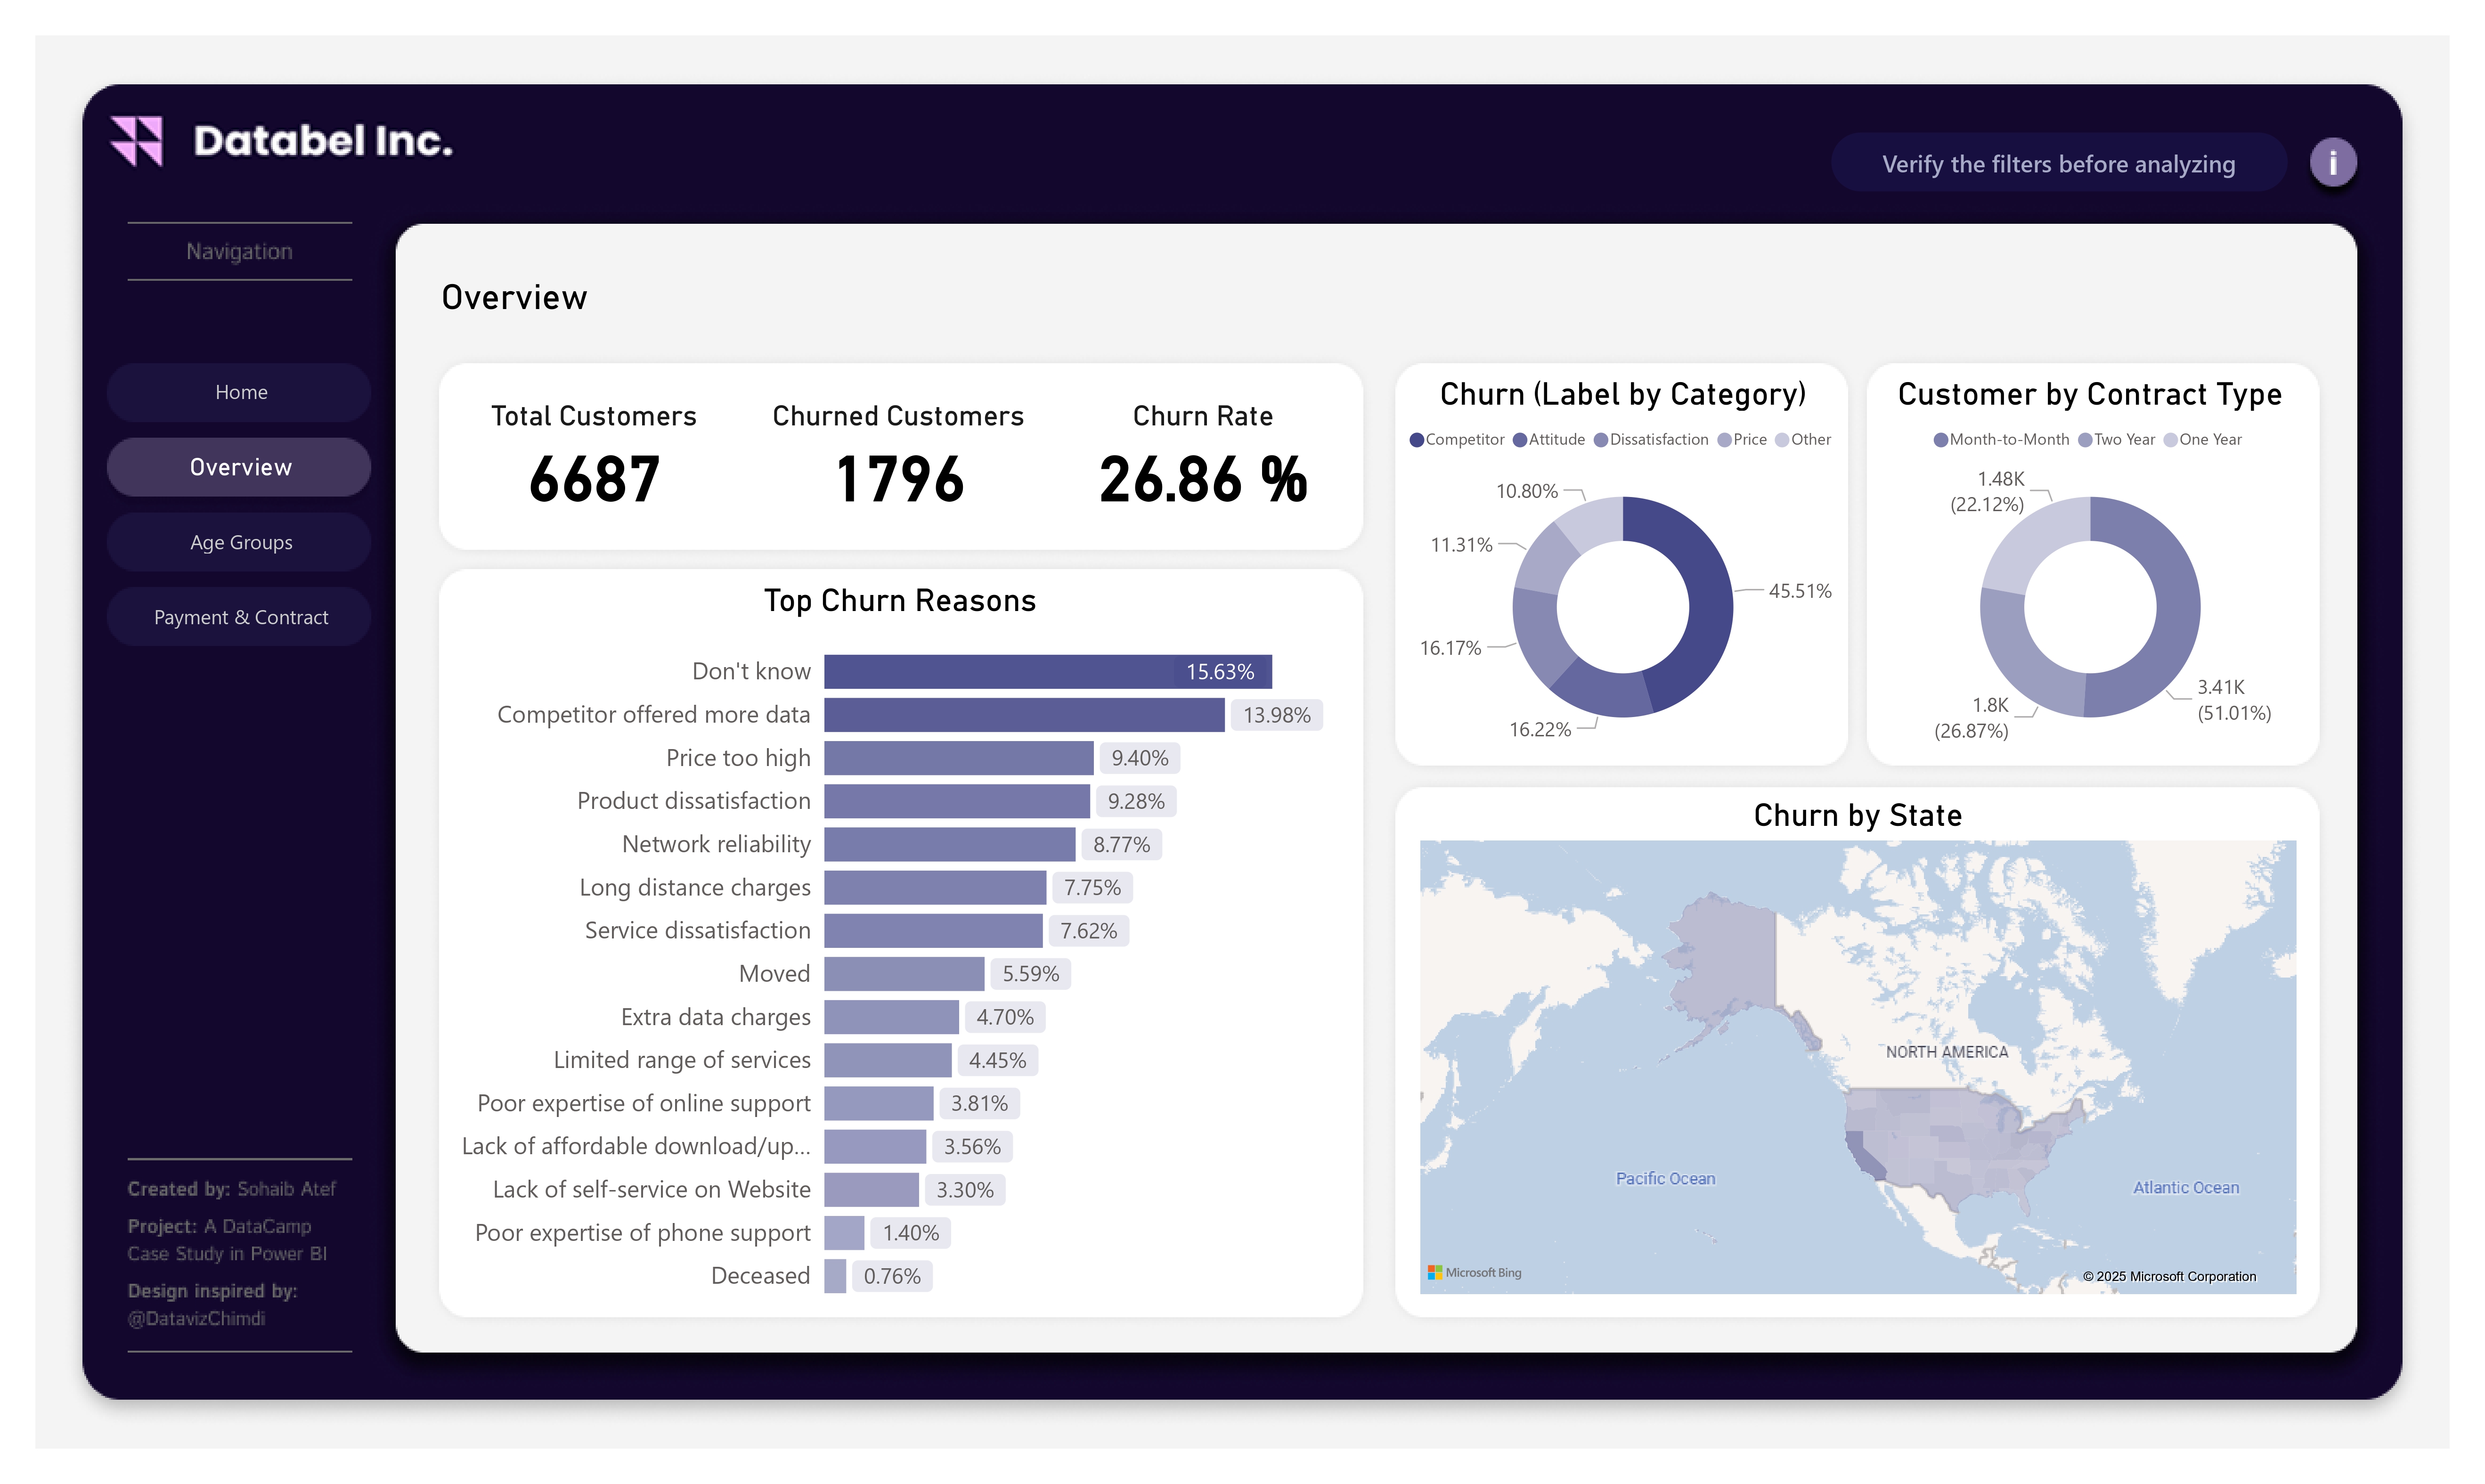 Databel Inc.
Verify the filters before analyzing
i
Navigation
Home
Overview
Age Groups
Payment & Contract
Created by: Sohaib Atef
Project: A DataCamp
Case Study in Power BI
Design inspired by:
@DatavizChimdi
Overview
Total Customers
6687
Churned Customers
1796
Churn Rate
26.86 %
Top Churn Reasons
Don't know 15.63%
Competitor offered more data 13.98%
Price too high 9.40%
Product dissatisfaction 9.28%
Network reliability 8.77%
Long distance charges 7.75%
Service dissatisfaction 7.62%
Moved 5.59%
Extra data charges 4.70%
Limited range of services 4.45%
Poor expertise of online support 3.81%
Lack of affordable download/up... 3.56%
Lack of self-service on Website 3.30%
Poor expertise of phone support 1.40%
Deceased 0.76%
Churn (Label by Category)
Competitor Attitude Dissatisfaction Price Other
10.80%
11.31%
45.51%
16.17%
16.22%
Customer by Contract Type
Month-to-Month Two Year One Year
1.48K
(22.12%)
3.41K
(51.01%)
1.8K
(26.87%)
Churn by State
NORTH AMERICA
Pacific Ocean
Atlantic Ocean
Microsoft Bing
© 2025 Microsoft Corporation